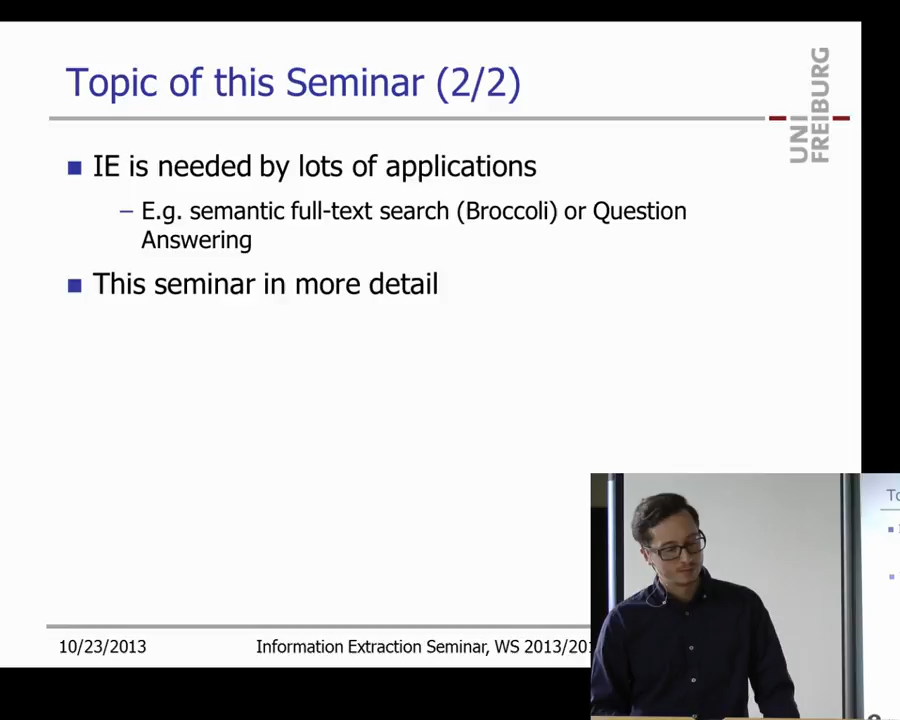 Topic of this Seminar (2/2)
UNI
FREIBURG
IE is needed by lots of applications
– E.g. semantic full-text search (Broccoli) or Question
Answering
This seminar in more detail
10/23/2013
Information Extraction Seminar, WS 2013/201